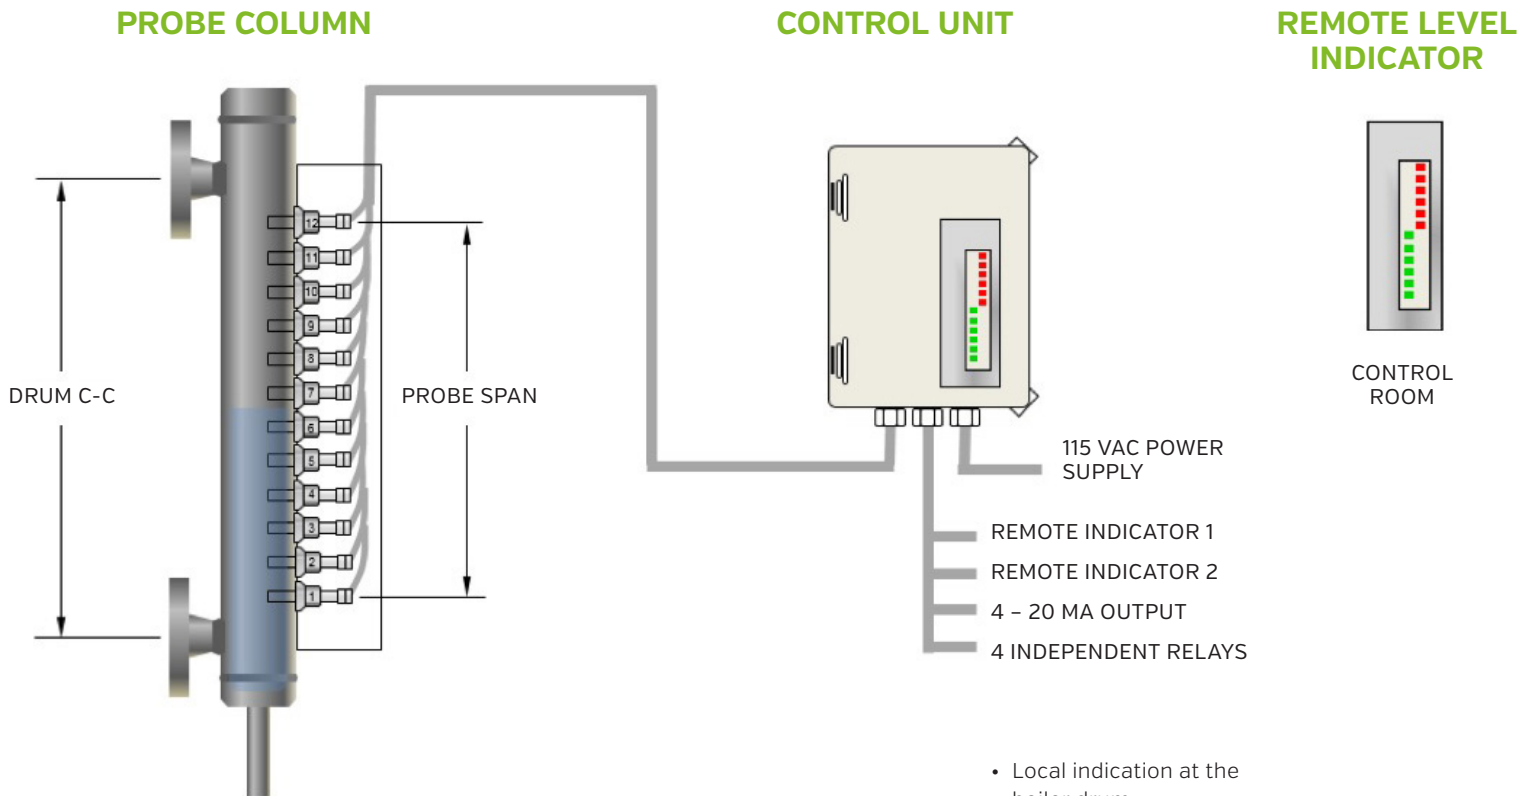 PROBE COLUMN
CONTROL UNIT
REMOTE LEVEL
INDICATOR
12
11
10
9
8
7
6
5
4
3
2
1
DRUM C-C
PROBE SPAN
CONTROL
ROOM
115 VAC POWER
SUPPLY
REMOTE INDICATOR 1
REMOTE INDICATOR 2
4 – 20 MA OUTPUT
4 INDEPENDENT RELAYS
• Local indication at the
boiler drum